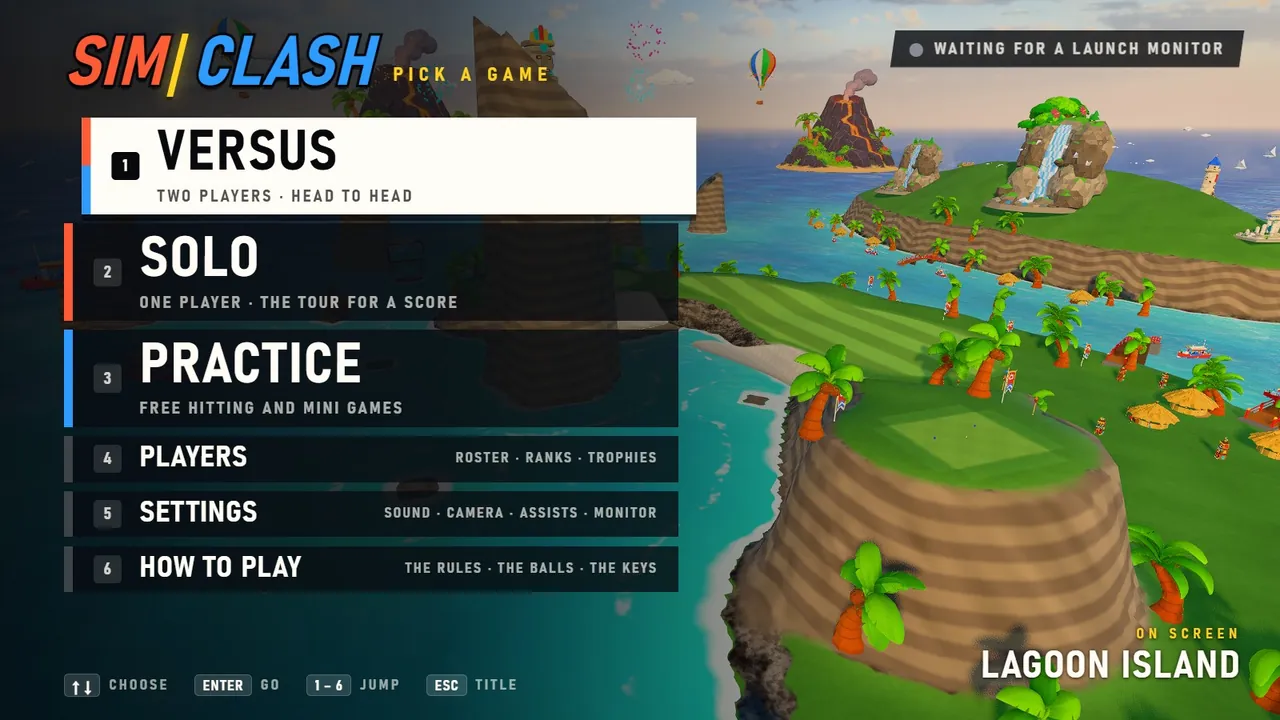 SIM/CLASH PICK A GAME
WAITING FOR A LAUNCH MONITOR
1 VERSUS
TWO PLAYERS · HEAD TO HEAD
2 SOLO
ONE PLAYER · THE TOUR FOR A SCORE
3 PRACTICE
FREE HITTING AND MINI GAMES
4 PLAYERS ROSTER · RANKS · TROPHIES
5 SETTINGS SOUND · CAMERA · ASSISTS · MONITOR
6 HOW TO PLAY THE RULES · THE BALLS · THE KEYS
ON SCREEN
LAGOON ISLAND
↑↓ CHOOSE ENTER GO 1–6 JUMP ESC TITLE